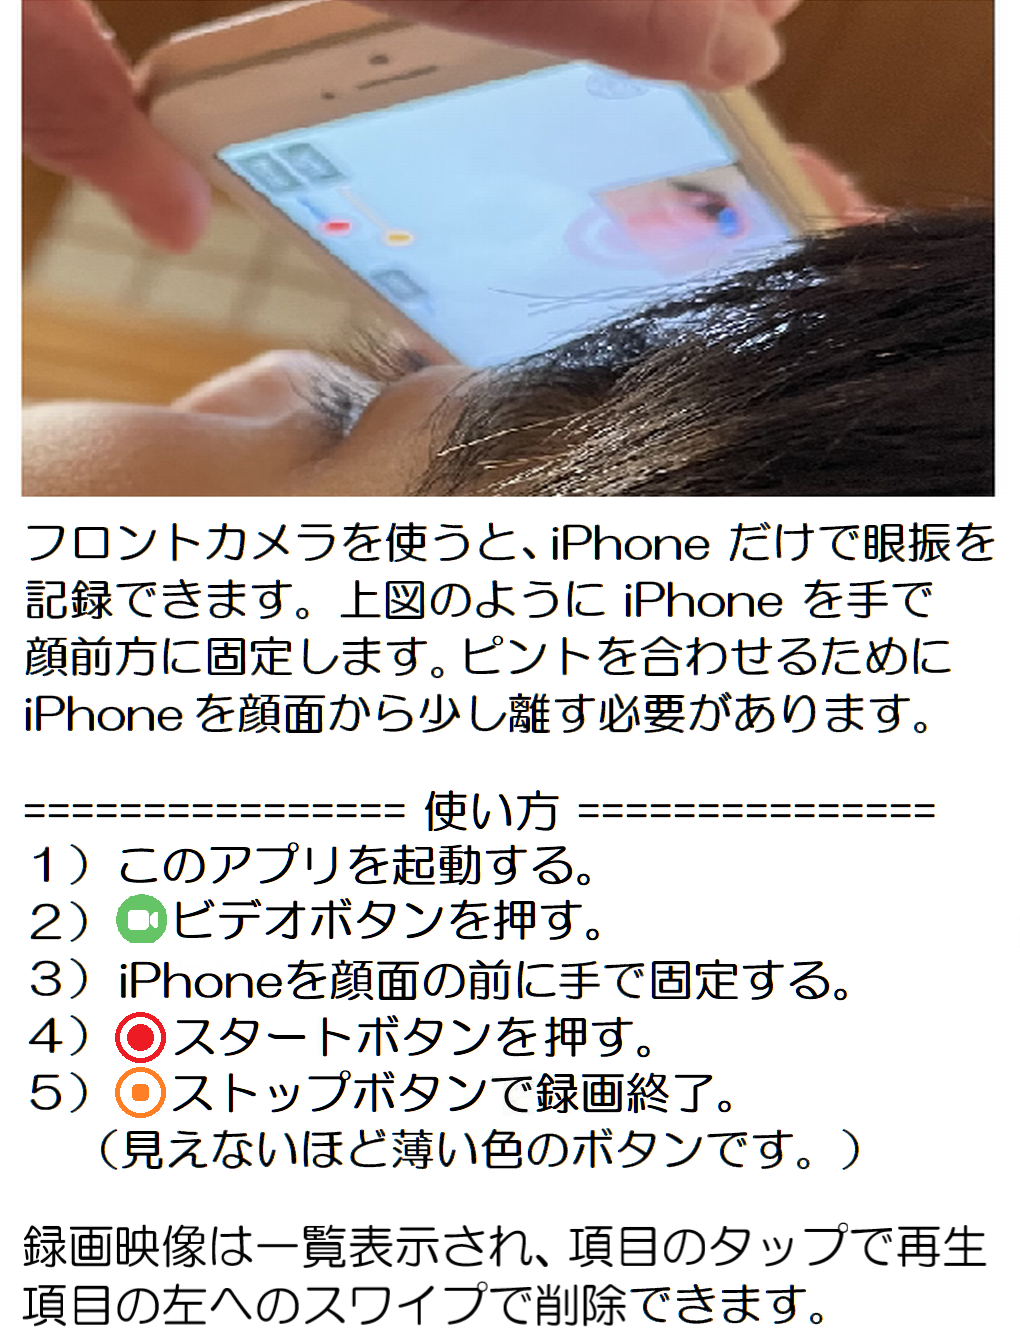 フロントカメラを使うと、iPhone だけで眼振を
記録できます。上図のように iPhone を手で
顔前方に固定します。ピントを合わせるために
iPhone を顔面から少し離す必要があります。
================ 使い方 ===============
１）このアプリを起動する。
２）ビデオボタンを押す。
３）iPhoneを顔面の前に手で固定する。
４）スタートボタンを押す。
５）ストップボタンで録画終了。
（見えないほど薄い色のボタンです。）
録画映像は一覧表示され、項目のタップで再生
項目の左へのスワイプで削除できます。